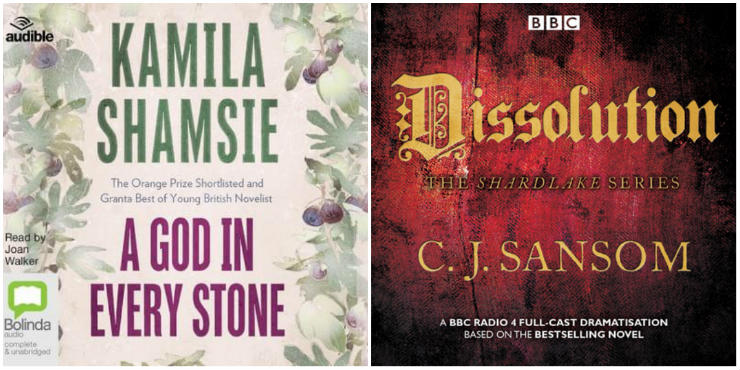 audible
KAMILA
SHAMSIE
The Orange Prize Shortlisted and
Granta Best of Young British Novelist
Read by
Joan
Walker
A GOD IN
EVERY STONE
Bolinda
audio
complete
& unabridged
BBC
Dissolution
THE SHARDLAKE SERIES
C. J. SANSOM
A BBC RADIO 4 FULL-CAST DRAMATISATION
BASED ON THE BESTSELLING NOVEL